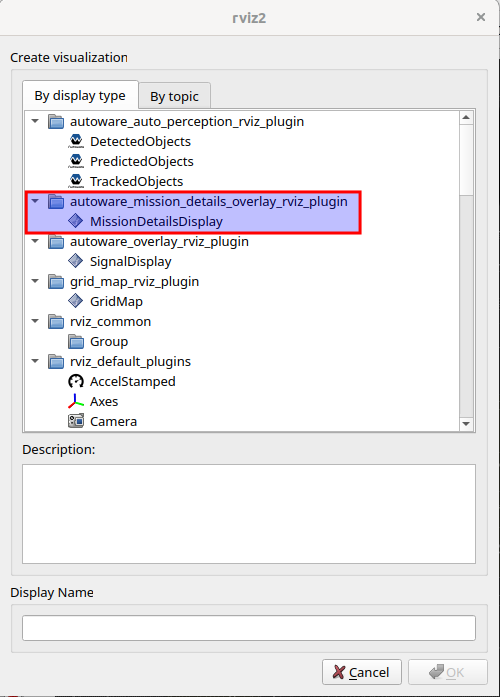 rviz2
Create visualization
By display type
By topic
autoware_auto_perception_rviz_plugin
DetectedObjects
PredictedObjects
TrackedObjects
autoware_mission_details_overlay_rviz_plugin
MissionDetailsDisplay
autoware_overlay_rviz_plugin
SignalDisplay
grid_map_rviz_plugin
GridMap
rviz_common
Group
rviz_default_plugins
AccelStamped
Axes
Camera
Description:
Display Name
Cancel
OK